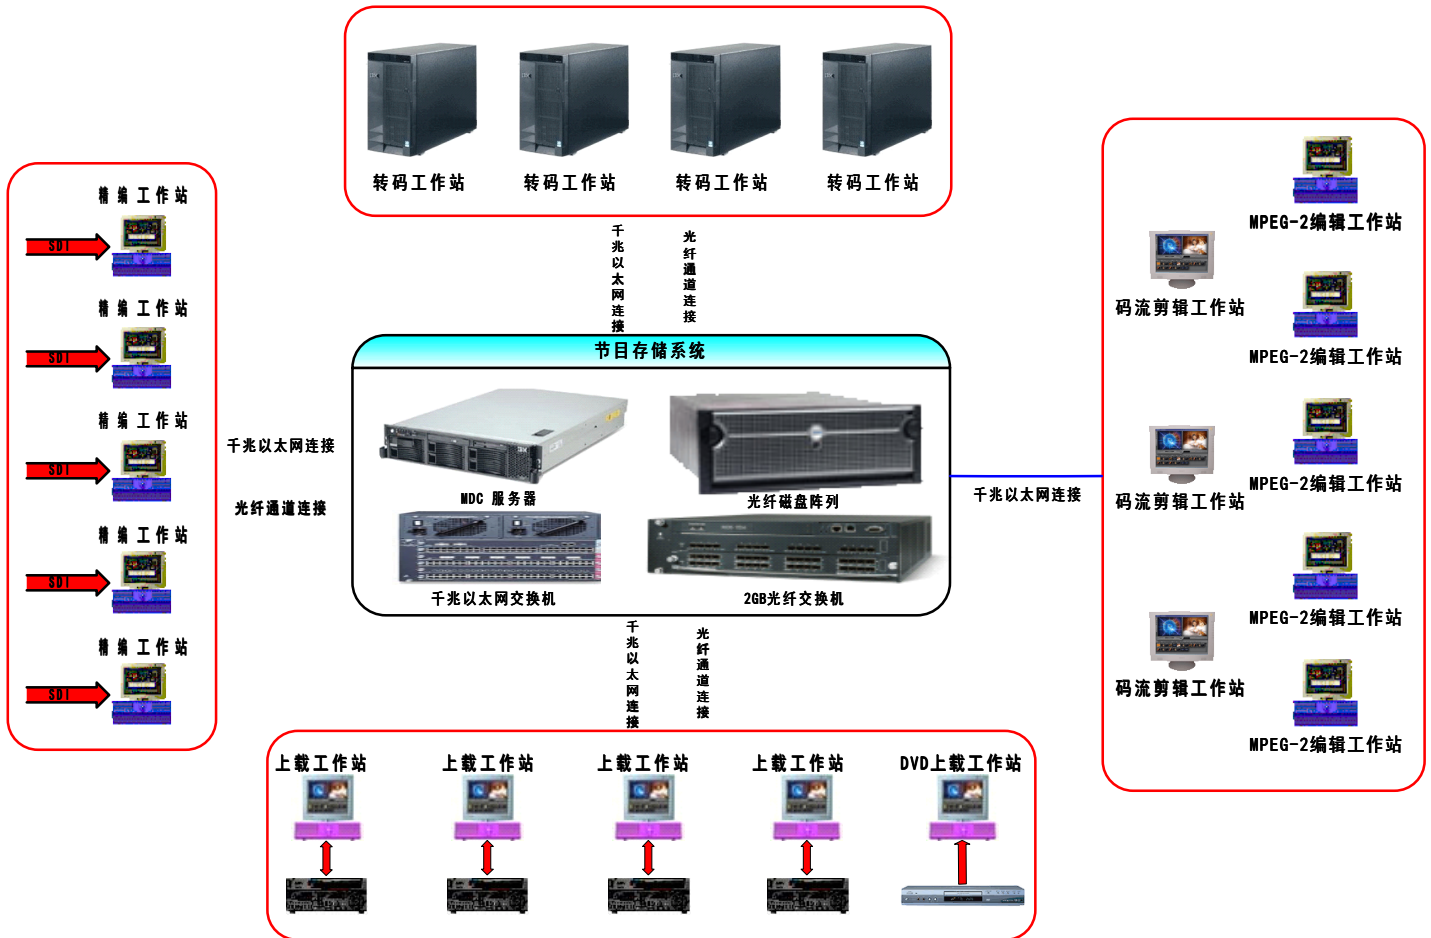 转码工作站
转码工作站
转码工作站
转码工作站
千兆以太网连接
光纤通道连接
精 编 工作站
SDI
精 编 工作站
SDI
精 编 工作站
SDI
精 编 工作站
SDI
精 编 工作站
SDI
千兆以太网连接
光纤通道连接
节目存储系统
MDC 服务器
光纤磁盘阵列
千兆以太网交换机
2GB光纤交换机
千兆以太网连接
MPEG-2编辑工作站
码流剪辑工作站
MPEG-2编辑工作站
MPEG-2编辑工作站
码流剪辑工作站
MPEG-2编辑工作站
码流剪辑工作站
MPEG-2编辑工作站
千兆以太网连接
光纤通道连接
上载工作站
上载工作站
上载工作站
上载工作站
DVD上载工作站